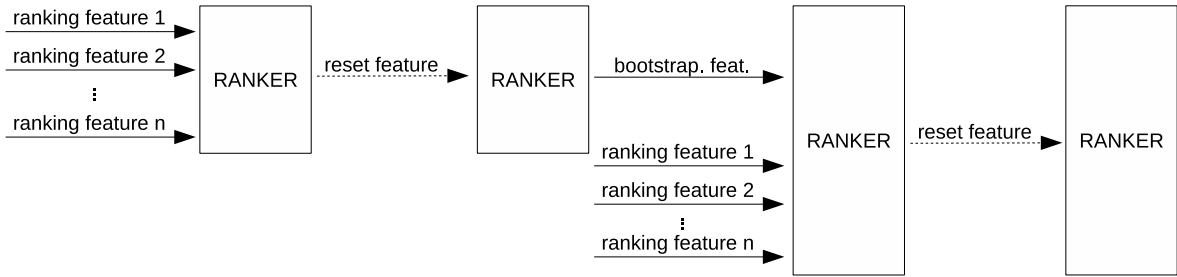 ranking feature 1
ranking feature 2
⋮
ranking feature n
RANKER
reset feature
RANKER
bootstrap. feat.
ranking feature 1
ranking feature 2
⋮
ranking feature n
RANKER
reset feature
RANKER